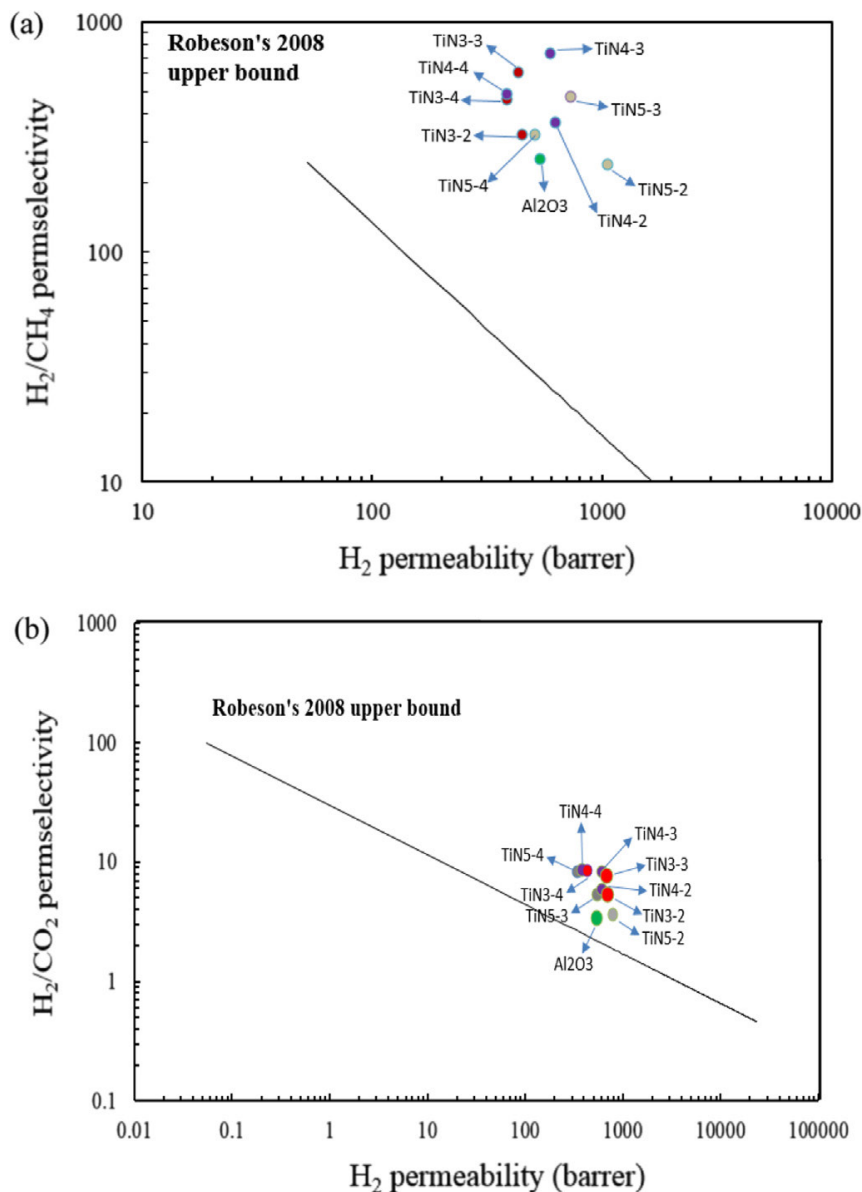 (a)
1000
Robeson's 2008
upper bound
TiN3-3
TiN4-3
TiN4-4
TiN3-4
TiN5-3
TiN3-2
TiN5-4
Al2O3
TiN5-2
TiN4-2
100
10
H₂/CH₄ permselectivity
10 100 1000 10000
H₂ permeability (barrer)
(b)
1000
Robeson's 2008 upper bound
100
TiN4-4
TiN4-3
TiN5-4
TiN3-3
10
TiN3-4
TiN4-2
TiN5-3
TiN3-2
TiN5-2
Al2O3
1
0.1
H₂/CO₂ permselectivity
0.01 0.1 1 10 100 1000 10000 100000
H₂ permeability (barrer)